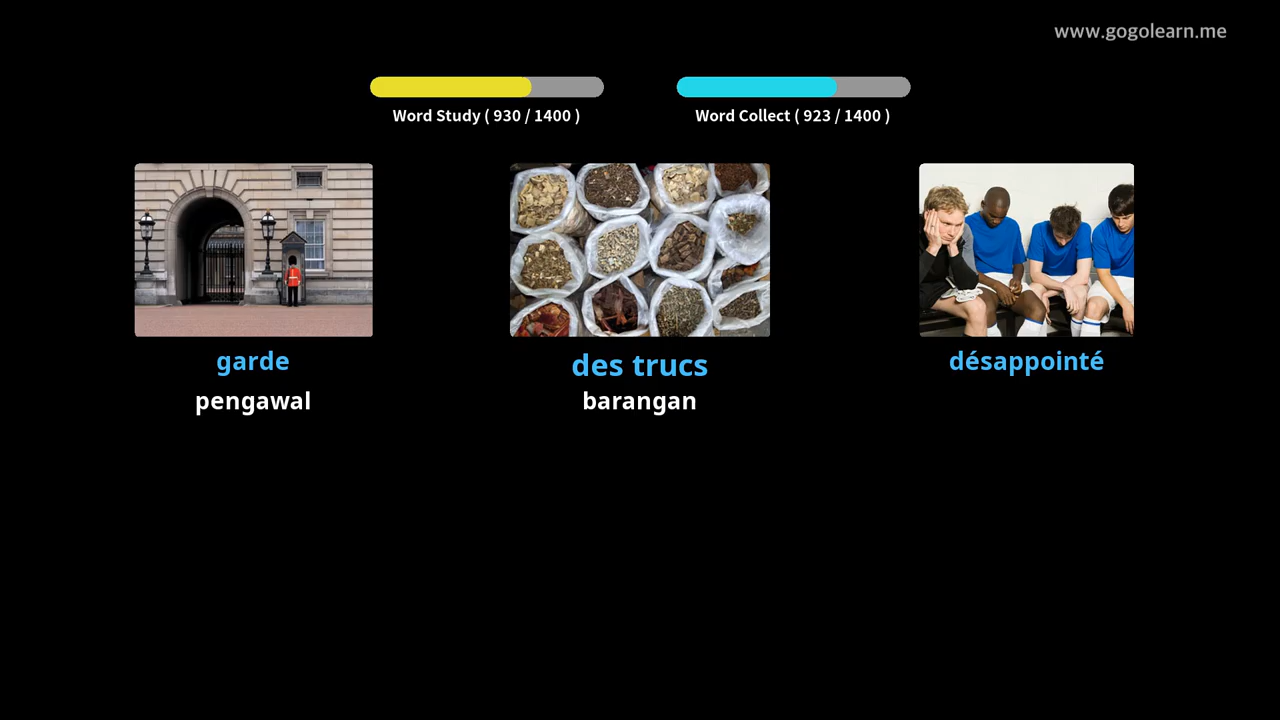 www.gogolearn.me
Word Study ( 930 / 1400 )
Word Collect ( 923 / 1400 )
garde
des trucs
désappointé
pengawal
barangan